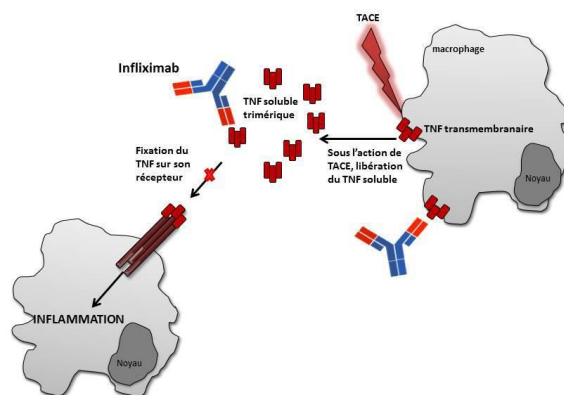 TACE
macrophage
Infliximab
TNF soluble
trimérique
TNF transmembranaire
Fixation du
TNF sur son
récepteur
Sous l'action de
TACE, libération
du TNF soluble
Noyau
INFLAMMATION
Noyau